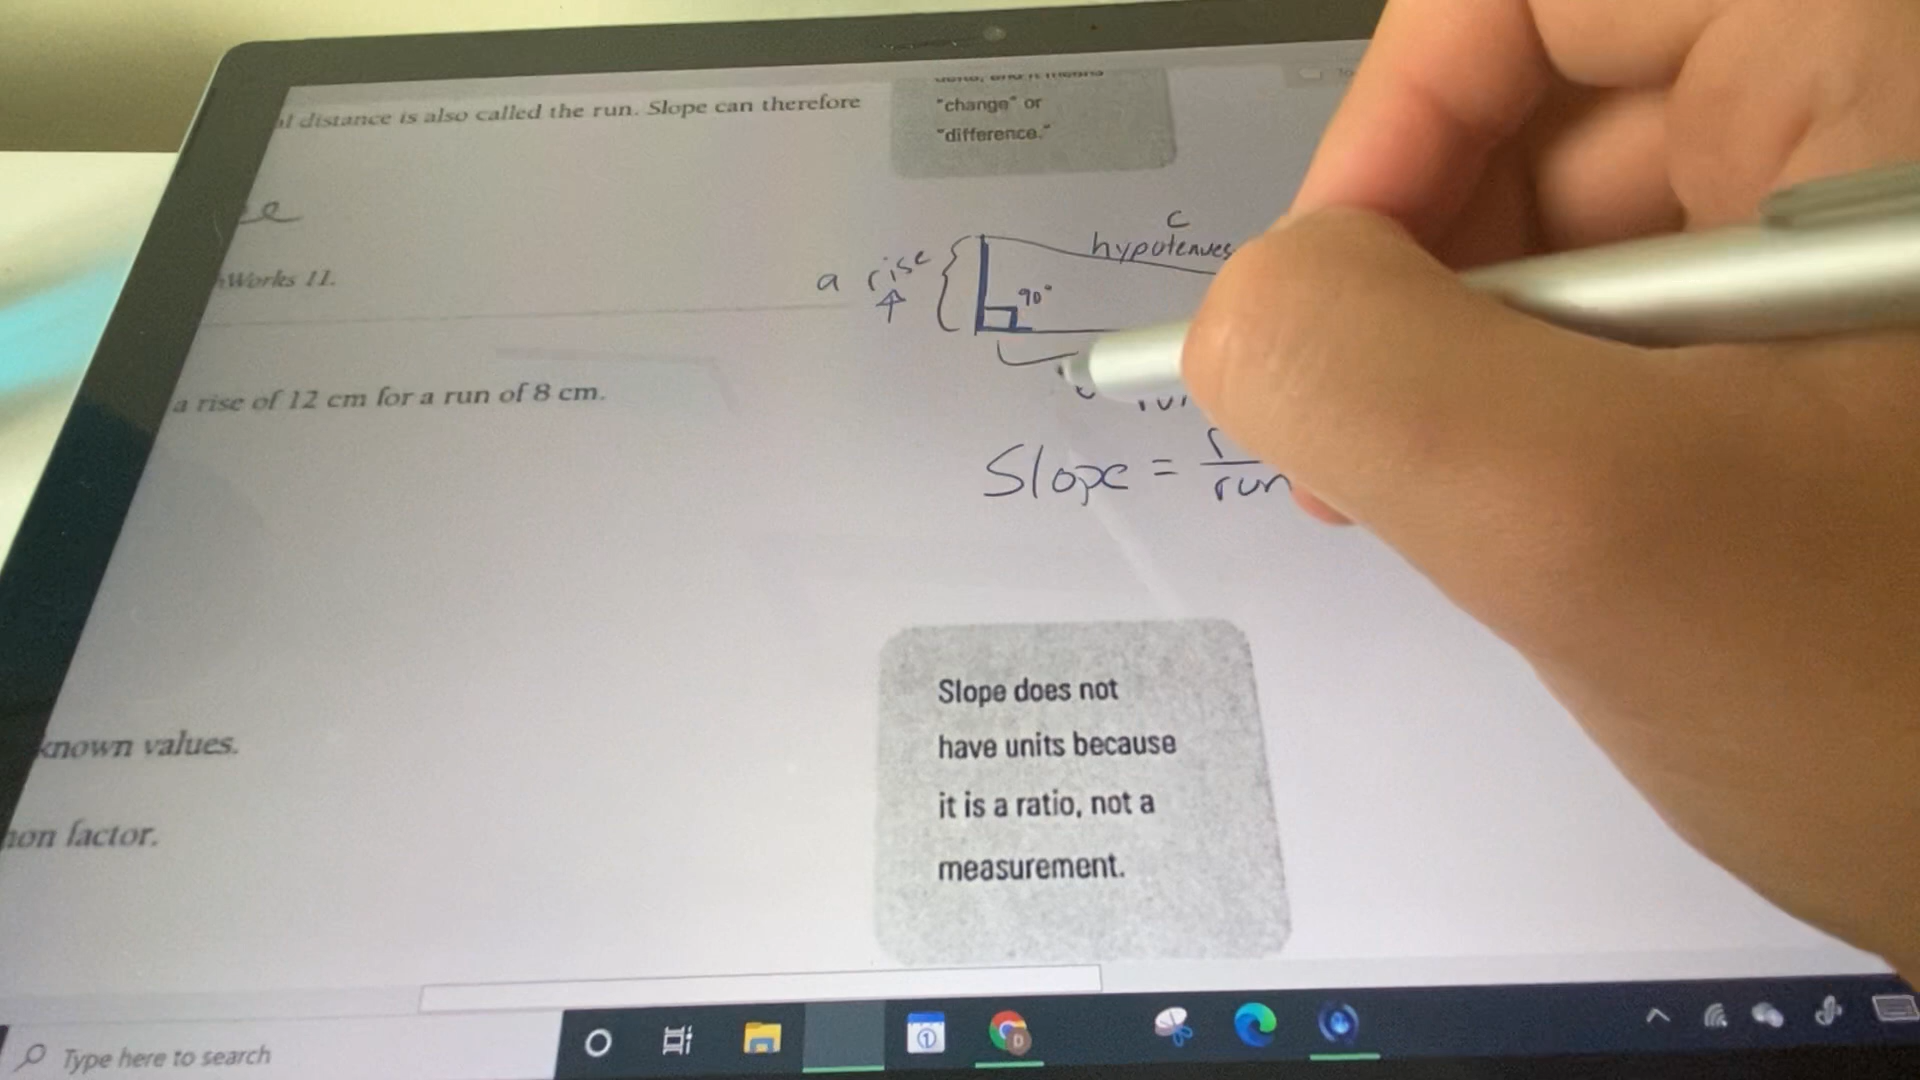 distance is also called the run. Slope can therefore
"change" or
"difference."
Works 11.
c
hypotenues
a rise
90°
a rise of 12 cm for a run of 8 cm.
Slope = 
run
Slope does not
have units because
it is a ratio, not a
measurement.
known values.
factor.
Type here to search